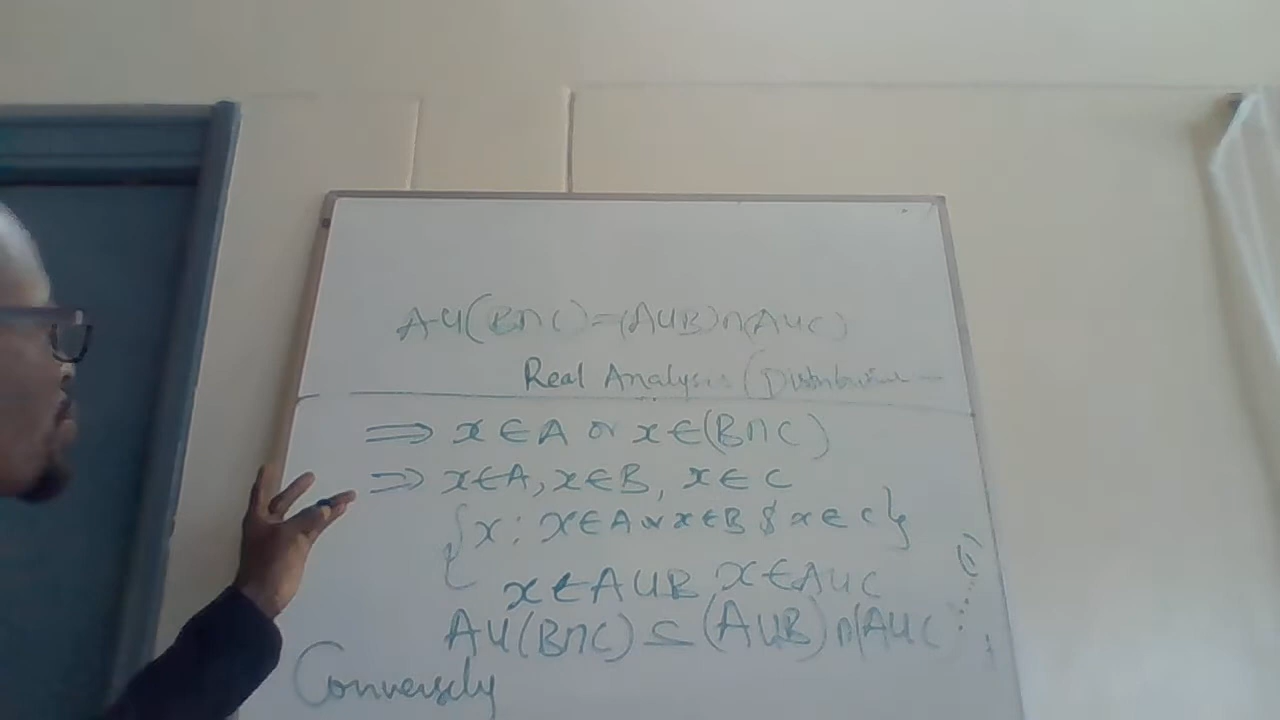 A∪(B∩C)=(A∪B)∩(A∪C)
Real Analysis (Distributive
⇒ x∈A or x∈(B∩C)
⇒ x∈A, x∈B, x∈C
{x: x∈A or x∈B & x∈C}
x∈A∪B, x∈A∪C
A∪(B∩C)⊆(A∪B)∩(A∪C
Conversely